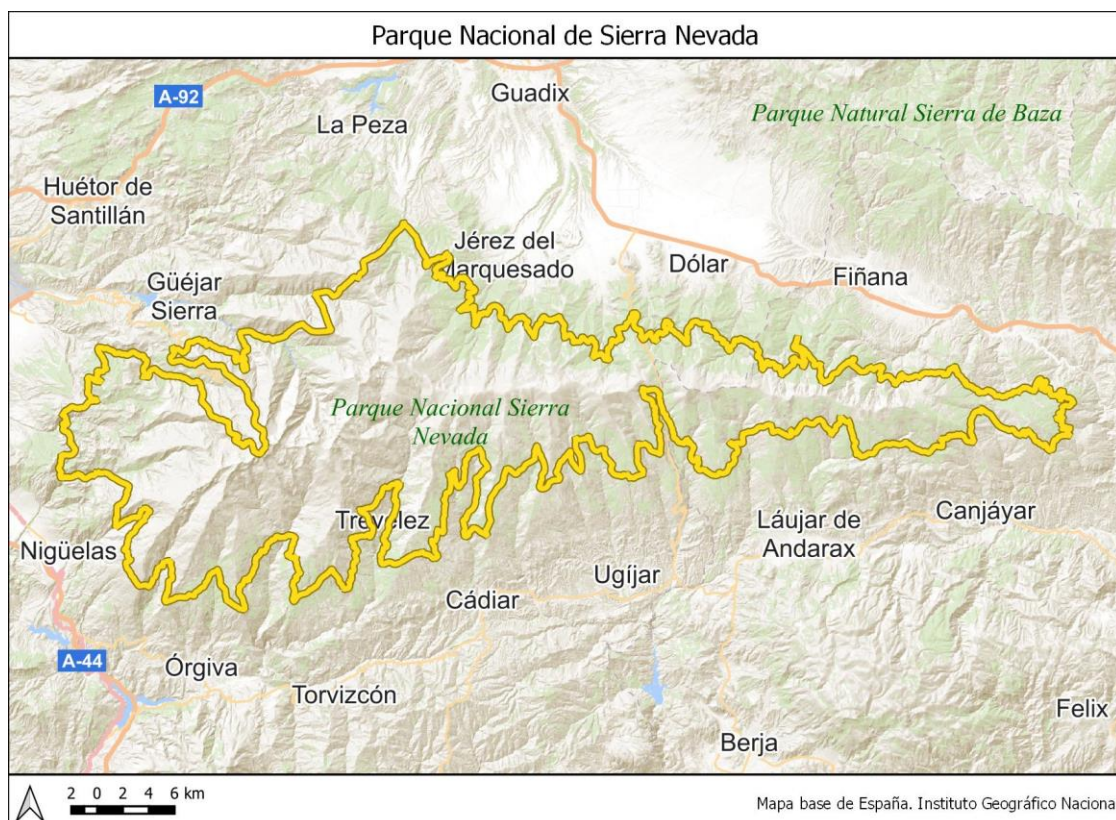 Parque Nacional de Sierra Nevada
A-92
Guadix
La Peza
Parque Natural Sierra de Baza
Huétor de
Santillán
Jérez del
Marquesado
Dólar
Fiñana
Güéjar
Sierra
Parque Nacional Sierra
Nevada
Trevélez
Nigüelas
Láujar de
Andarax
Canjáyar
Ugíjar
Cádiar
A-44
Órgiva
Torvizcón
Felix
Berja
2 0 2 4 6 km
Mapa base de España. Instituto Geográfico Naciona